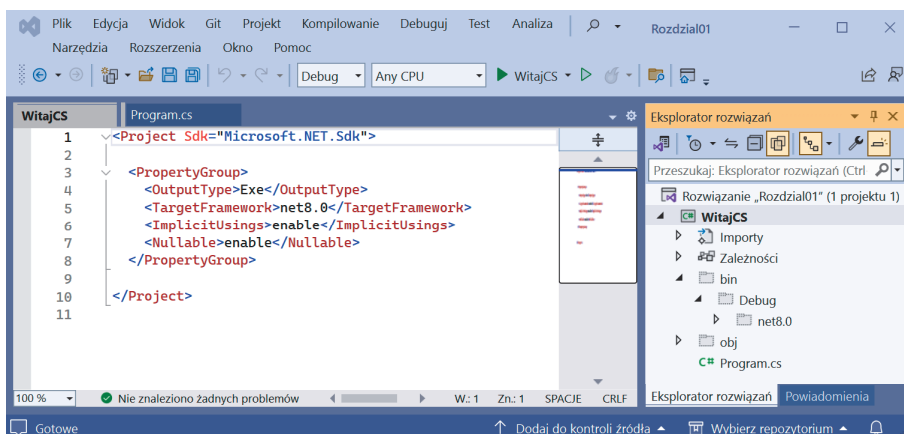 Plik Edycja Widok Git Projekt Kompilowanie Debuguj Test Analiza Rozdzial01
Narzędzia Rozszerzenia Okno Pomoc
Debug Any CPU WitajCS
WitajCS Program.cs
1 <Project Sdk="Microsoft.NET.Sdk">
2
3 <PropertyGroup>
4 <OutputType>Exe</OutputType>
5 <TargetFramework>net8.0</TargetFramework>
6 <ImplicitUsings>enable</ImplicitUsings>
7 <Nullable>enable</Nullable>
8 </PropertyGroup>
9
10 </Project>
11
100 % Nie znaleziono żadnych problemów W.: 1 Zn.: 1 SPACJE CRLF
Eksplorator rozwiązań
Przeszukaj: Eksplorator rozwiązań (Ctrl
Rozwiązanie „Rozdzial01” (1 projektu 1)
C# WitajCS
Importy
Zależności
bin
Debug
net8.0
obj
C# Program.cs
Eksplorator rozwiązań Powiadomienia
Gotowe Dodaj do kontroli źródła Wybierz repozytorium